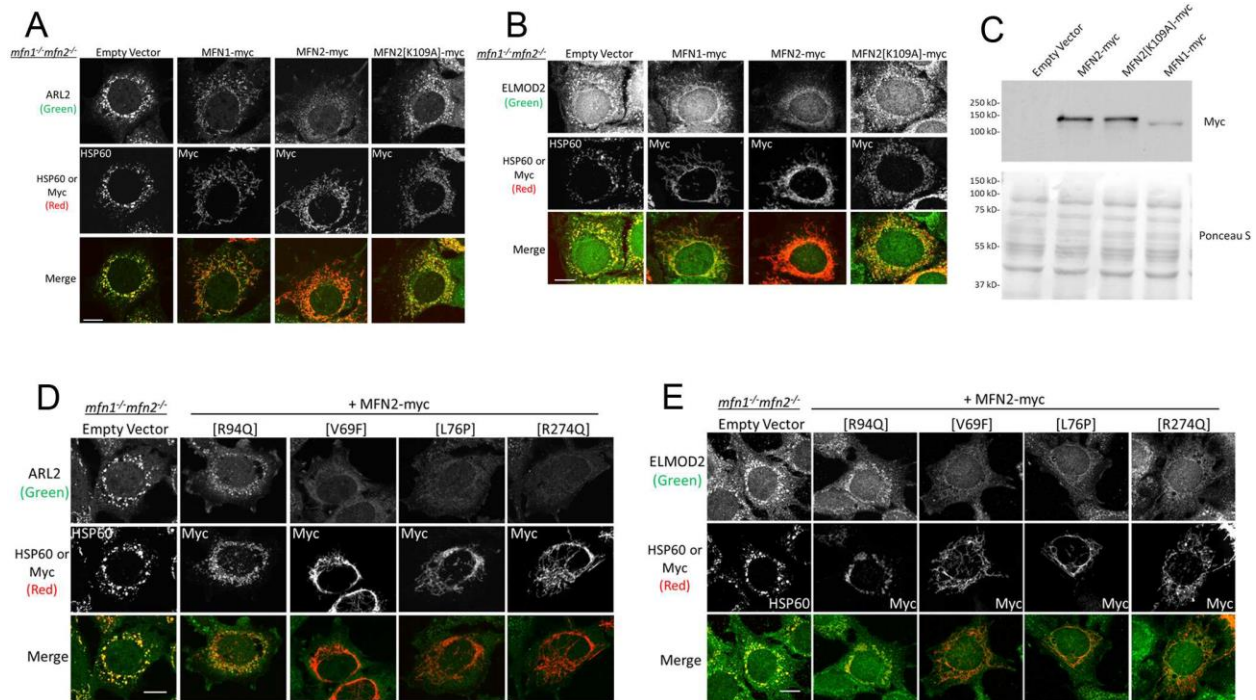 A
mfn1-/-mfn2-/-
Empty Vector MFN1-myc MFN2-myc MFN2[K109A]-myc
ARL2
(Green)
HSP60 Myc Myc Myc
HSP60 or
Myc
(Red)
Merge
B
mfn1-/-mfn2-/-
Empty Vector MFN1-myc MFN2-myc MFN2[K109A]-myc
ELMOD2
(Green)
HSP60 Myc Myc Myc
HSP60 or
Myc
(Red)
Merge
C
Empty Vector MFN2-myc MFN2[K109A]-myc MFN1-myc
250 kD-
150 kD-
100 kD-
Myc
150 kD-
100 kD-
75 kD-
55 kD-
37 kD-
Ponceau S
D
mfn1-/-mfn2-/-
+ MFN2-myc
Empty Vector [R94Q] [V69F] [L76P] [R274Q]
ARL2
(Green)
HSP60 Myc Myc Myc Myc
HSP60 or
Myc
(Red)
Merge
E
mfn1-/-mfn2-/-
+ MFN2-myc
Empty Vector [R94Q] [V69F] [L76P] [R274Q]
ELMOD2
(Green)
HSP60 or
Myc
(Red)
HSP60 Myc Myc Myc Myc
Merge